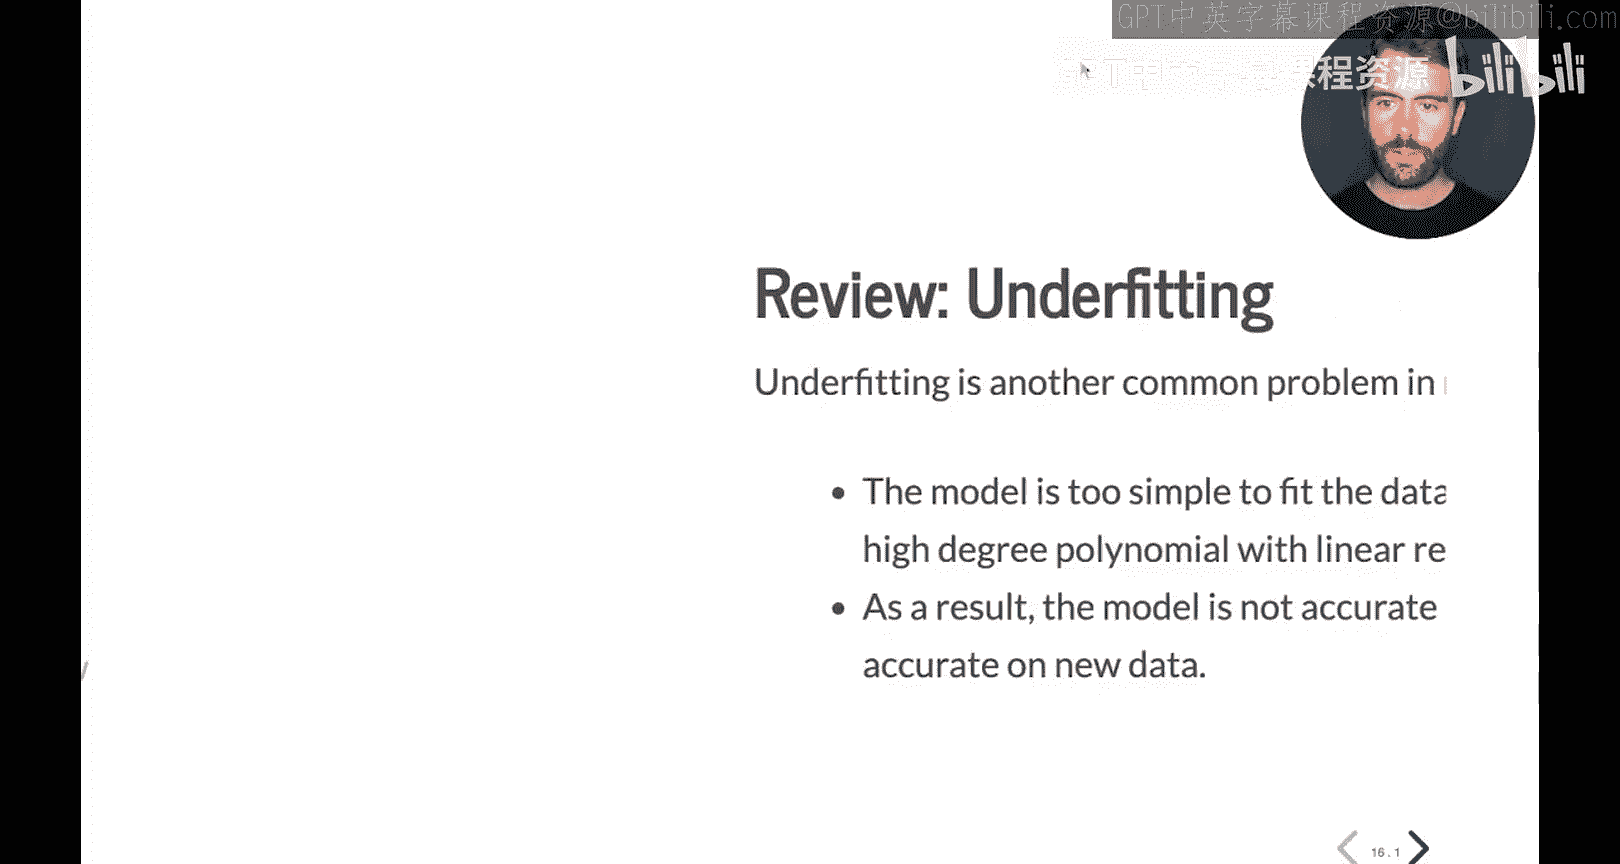 GPT中英字幕课程资源@bilibili.com
课程资源 bilibili
Review: Underfitting
Underfitting is another common problem in
The model is too simple to fit the data
high degree polynomial with linear re
As a result, the model is not accurate
accurate on new data.
16.1